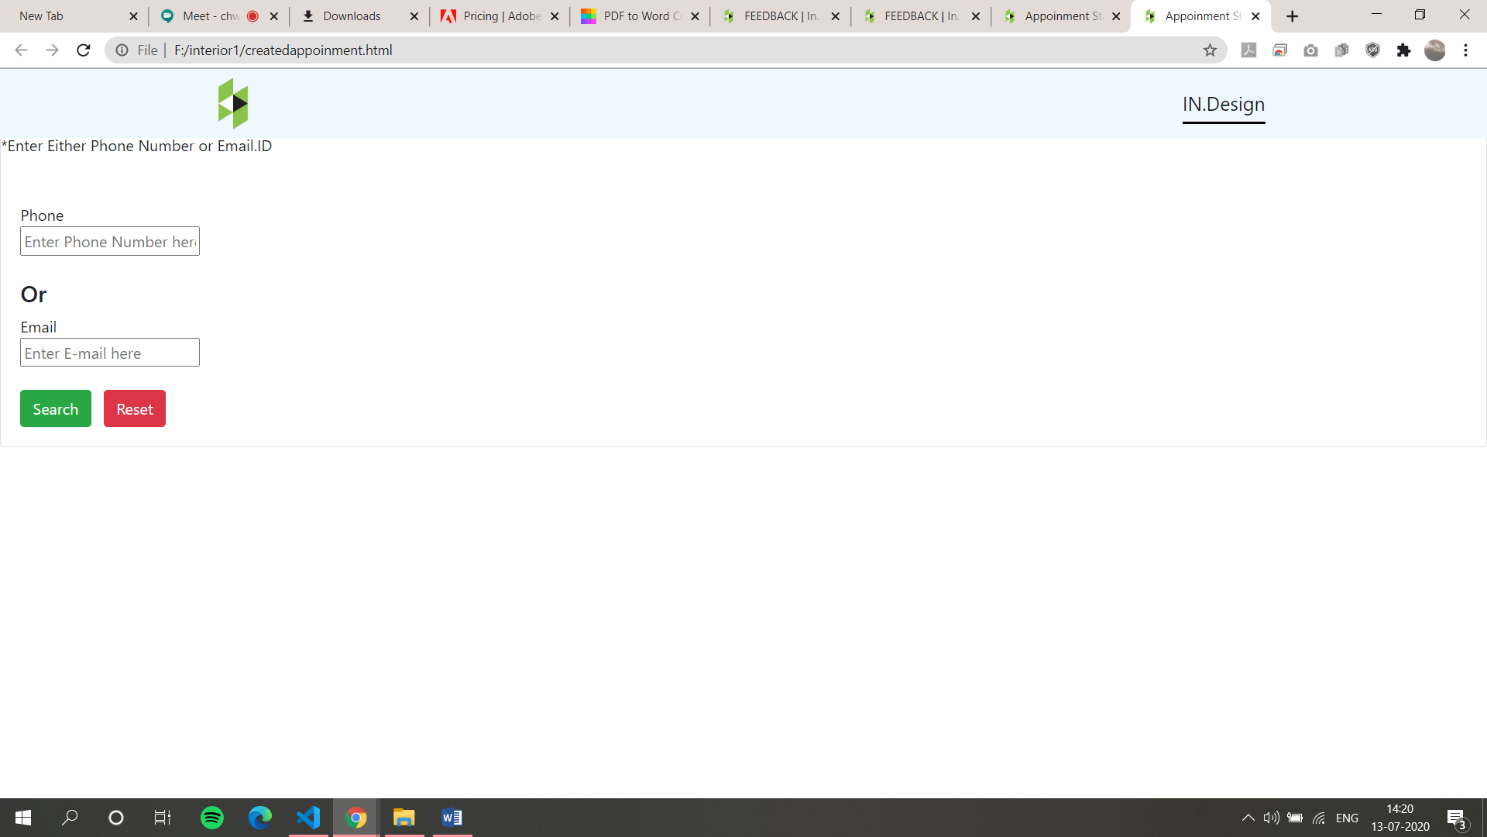 New Tab
Meet - chw
Downloads
Pricing | Adobe
PDF to Word C
FEEDBACK | In.
FEEDBACK | In.
Appoinment St
Appoinment St
File | F:/interior1/createdappoinment.html
IN.Design
*Enter Either Phone Number or Email.ID
Phone
Enter Phone Number her
Or
Email
Enter E-mail here
Search Reset
ENG
14:20
13-07-2020
3